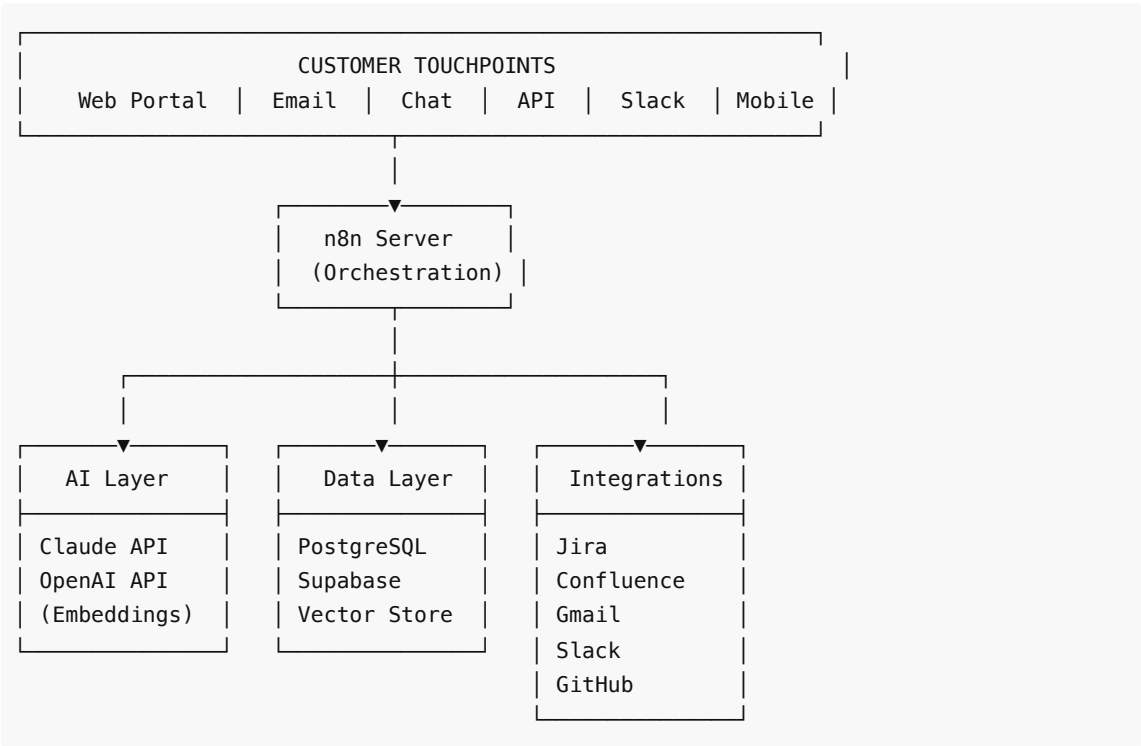 CUSTOMER TOUCHPOINTS
Web Portal │ Email │ Chat │ API │ Slack │ Mobile
n8n Server
(Orchestration)
AI Layer
Claude API
OpenAI API
(Embeddings)
Data Layer
PostgreSQL
Supabase
Vector Store
Integrations
Jira
Confluence
Gmail
Slack
GitHub